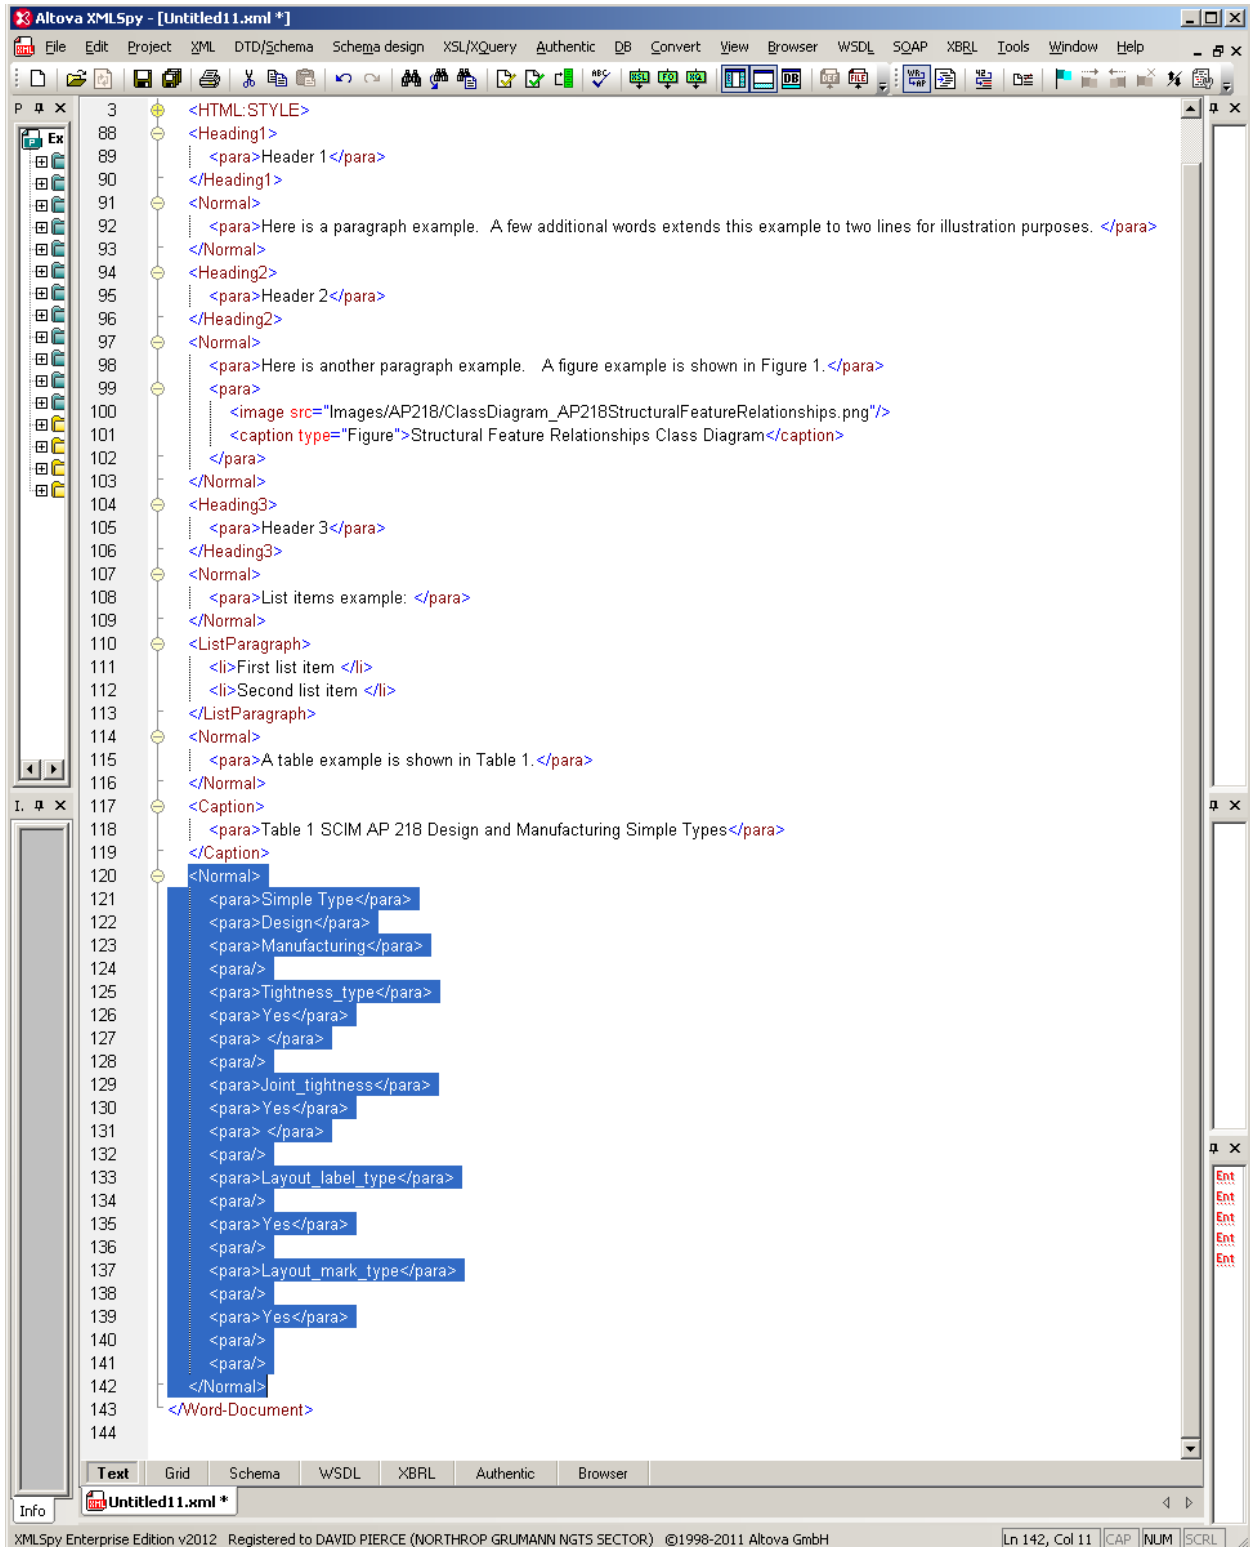 Altova XMLSpy - [Untitled11.xml *]
File Edit Project XML DTD/Schema Schema design XSL/XQuery Authentic DB Convert View Browser WSDL SOAP XBRL Tools Window Help
P
Ex
3 <HTML:STYLE>
88 <Heading1>
89 <para>Header 1</para>
90 </Heading1>
91 <Normal>
92 <para>Here is a paragraph example.  A few additional words extends this example to two lines for illustration purposes. </para>
93 </Normal>
94 <Heading2>
95 <para>Header 2</para>
96 </Heading2>
97 <Normal>
98 <para>Here is another paragraph example.   A figure example is shown in Figure 1.</para>
99 <para>
100 <image src="Images/AP218/ClassDiagram_AP218StructuralFeatureRelationships.png"/>
101 <caption type="Figure">Structural Feature Relationships Class Diagram</caption>
102 </para>
103 </Normal>
104 <Heading3>
105 <para>Header 3</para>
106 </Heading3>
107 <Normal>
108 <para>List items example: </para>
109 </Normal>
110 <ListParagraph>
111 <li>First list item </li>
112 <li>Second list item </li>
113 </ListParagraph>
114 <Normal>
115 <para>A table example is shown in Table 1.</para>
116 </Normal>
117 <Caption>
118 <para>Table 1 SCIM AP 218 Design and Manufacturing Simple Types</para>
119 </Caption>
120 <Normal>
121 <para>Simple Type</para>
122 <para>Design</para>
123 <para>Manufacturing</para>
124 <para/>
125 <para>Tightness_type</para>
126 <para>Yes</para>
127 <para> </para>
128 <para/>
129 <para>Joint_tightness</para>
130 <para>Yes</para>
131 <para> </para>
132 <para/>
133 <para>Layout_label_type</para>
134 <para/>
135 <para>Yes</para>
136 <para/>
137 <para>Layout_mark_type</para>
138 <para/>
139 <para>Yes</para>
140 <para/>
141 <para/>
142 </Normal>
143 </Word-Document>
144
I.
Ent
Ent
Ent
Ent
Ent
Text Grid Schema WSDL XBRL Authentic Browser
Untitled11.xml *
Info
XMLSpy Enterprise Edition v2012 Registered to DAVID PIERCE (NORTHROP GRUMANN NGTS SECTOR) ©1998-2011 Altova GmbH Ln 142, Col 11 CAP NUM SCRL